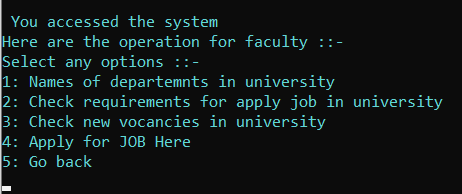 You accessed the system
Here are the operation for faculty ::-
Select any options ::-
1: Names of departemnts in university
2: Check requirements for apply job in university
3: Check new vocancies in university
4: Apply for JOB Here
5: Go back